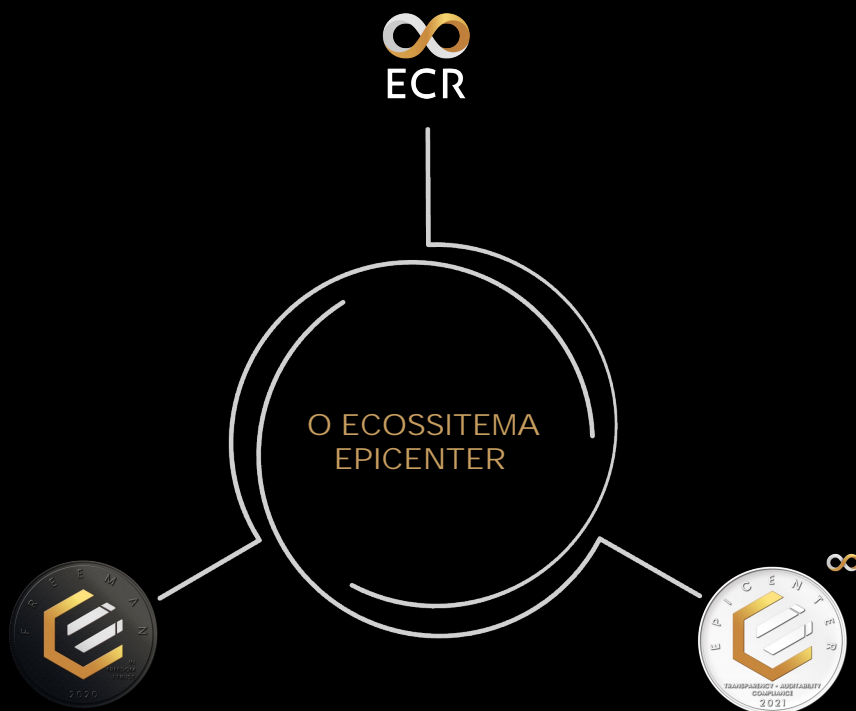 ECR
O ECOSSITEMA
EPICENTER
FREEMAN
2020
EPICENTER
TRANSPARENCY • AUDITABILITY
COMPLIANCE
2021